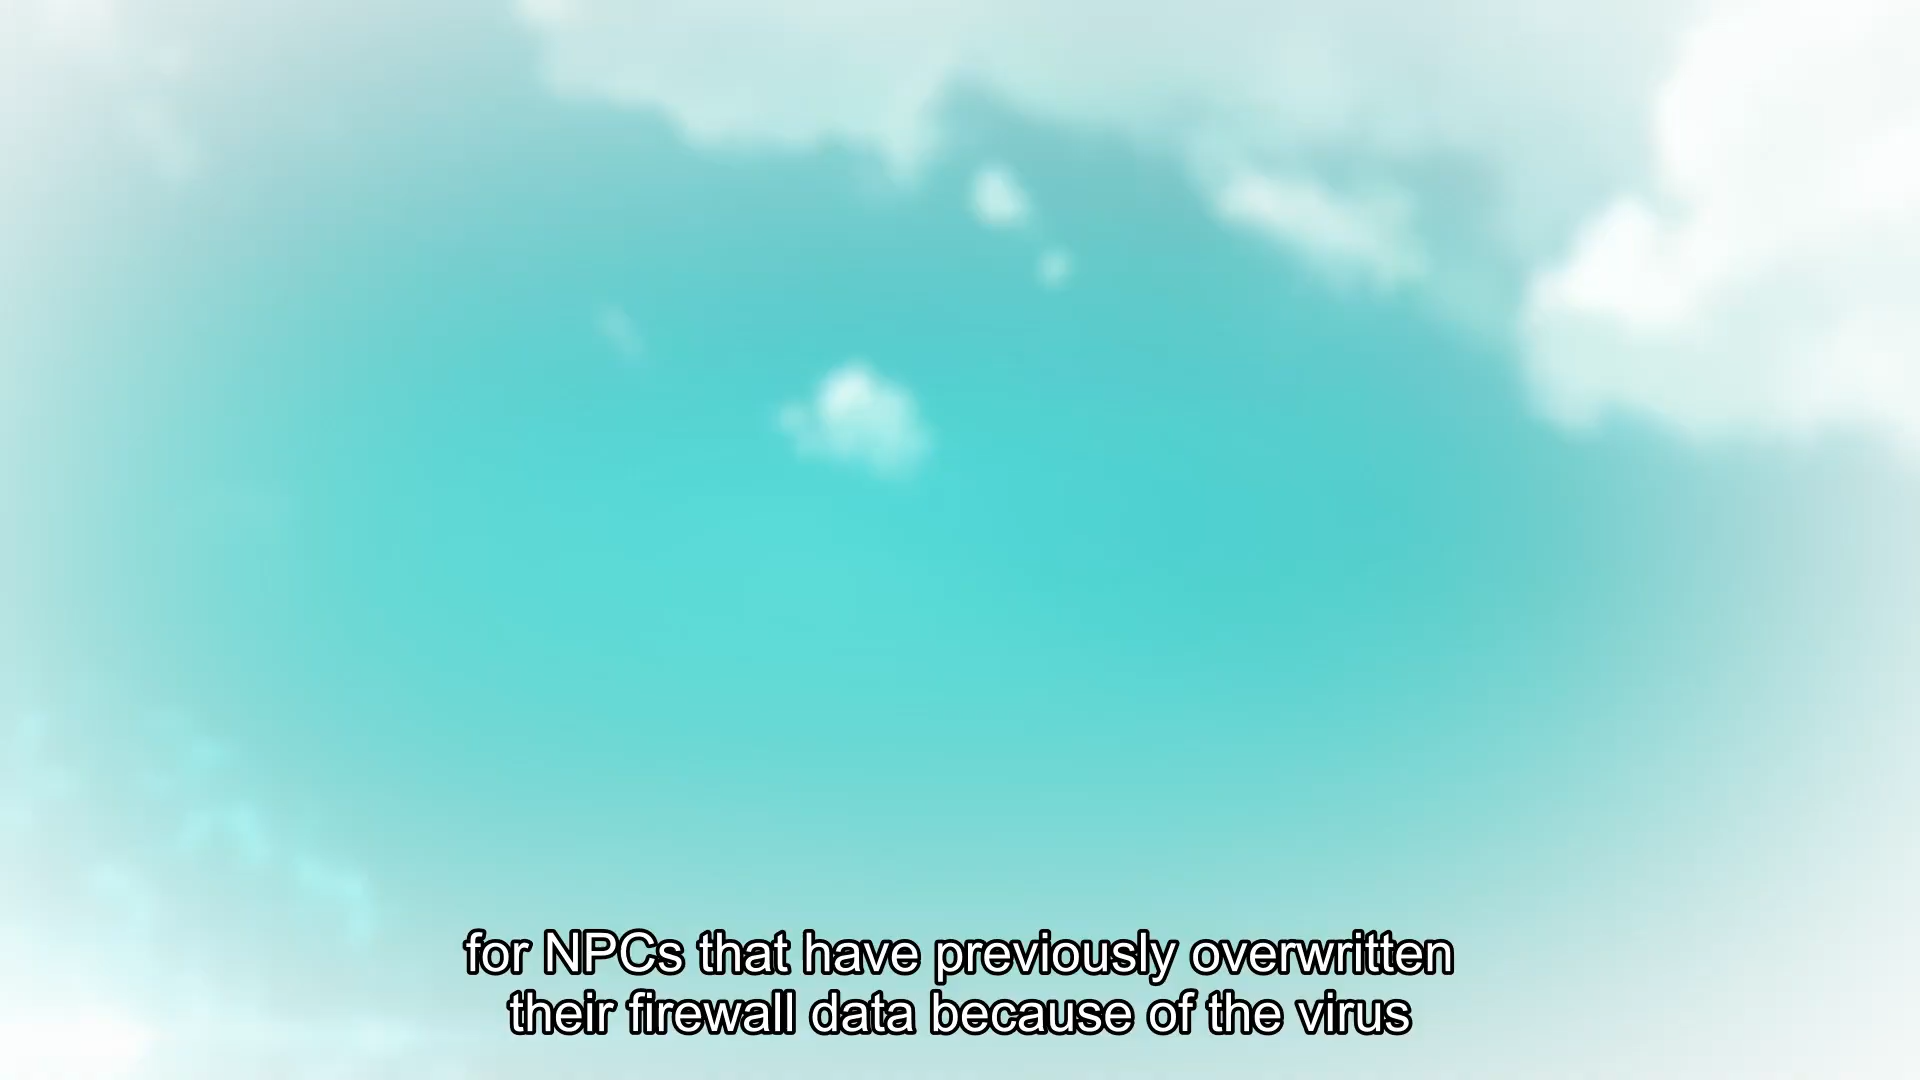 for NPCs that have previously overwritten
their firewall data because of the virus